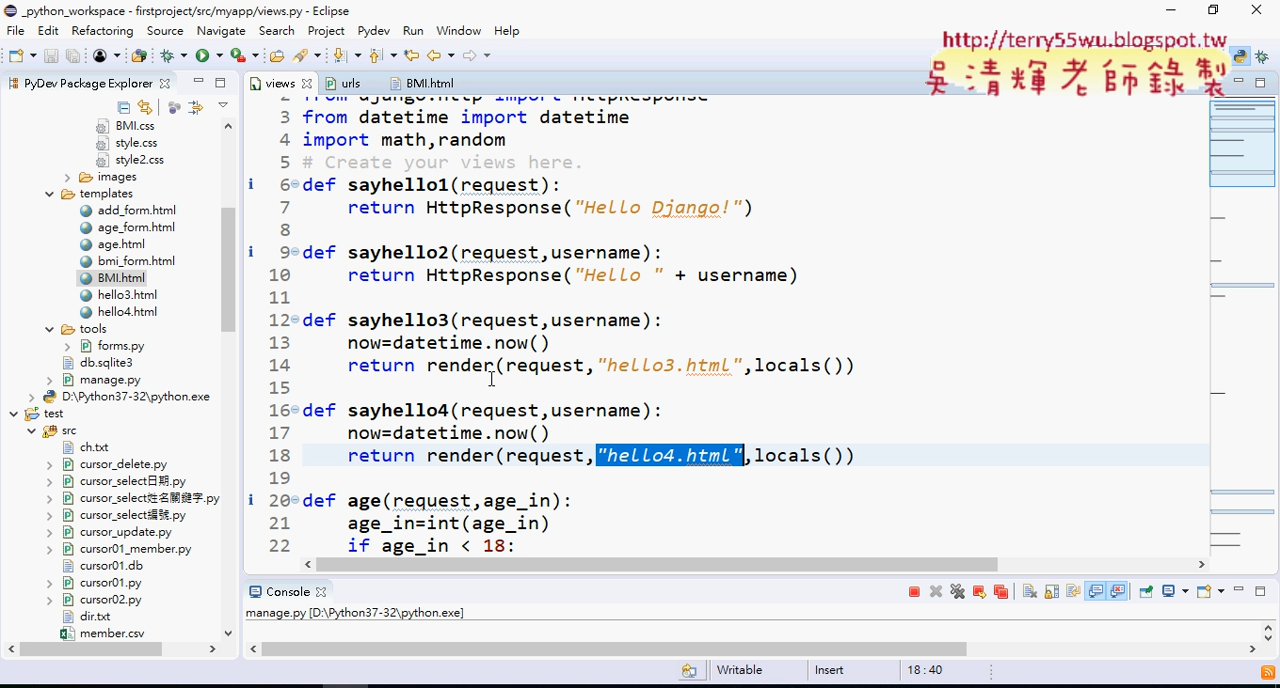 _python_workspace - firstproject/src/myapp/views.py - Eclipse
File Edit Refactoring Source Navigate Search Project Pydev Run Window Help
http://terry55wu.blogspot.tw
吳清輝老師錄製
PyDev Package Explorer
BMI.css
style.css
style2.css
images
templates
add_form.html
age_form.html
age.html
bmi_form.html
BMI.html
hello3.html
hello4.html
tools
forms.py
db.sqlite3
manage.py
D:\Python37-32\python.exe
test
src
ch.txt
cursor_delete.py
cursor_select日期.py
cursor_select姓名關鍵字.py
cursor_select編號.py
cursor_update.py
cursor01_member.py
cursor01.db
cursor01.py
cursor02.py
dir.txt
member.csv
views urls BMI.html
2 from django.http import HttpResponse
3 from datetime import datetime
4 import math,random
5 # Create your views here.
6 def sayhello1(request):
7 return HttpResponse("Hello Django!")
8
9 def sayhello2(request,username):
10 return HttpResponse("Hello " + username)
11
12 def sayhello3(request,username):
13 now=datetime.now()
14 return render(request,"hello3.html",locals())
15
16 def sayhello4(request,username):
17 now=datetime.now()
18 return render(request,"hello4.html",locals())
19
20 def age(request,age_in):
21 age_in=int(age_in)
22 if age_in < 18:
Console
manage.py [D:\Python37-32\python.exe]
Writable Insert 18 : 40